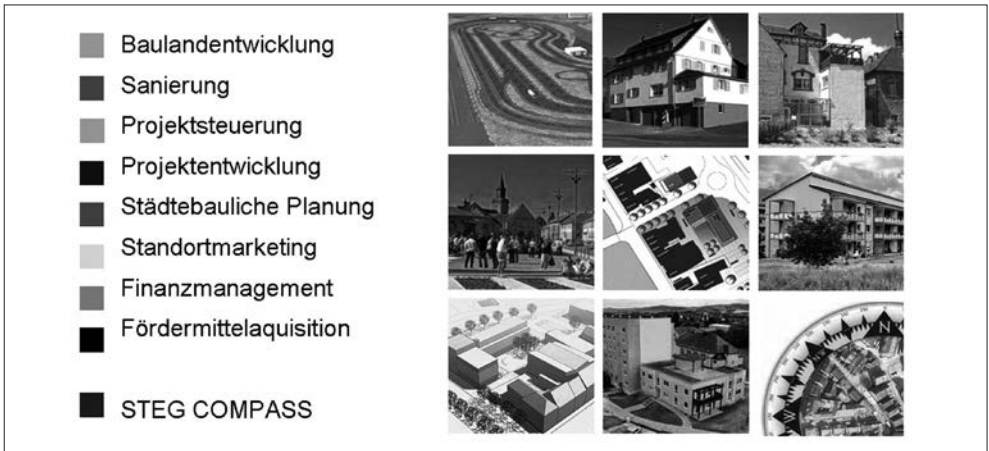 Baulandentwicklung
Sanierung
Projektsteuerung
Projektentwicklung
Städtebauliche Planung
Standortmarketing
Finanzmanagement
Fördermittelaquisition
STEG COMPASS
N
W